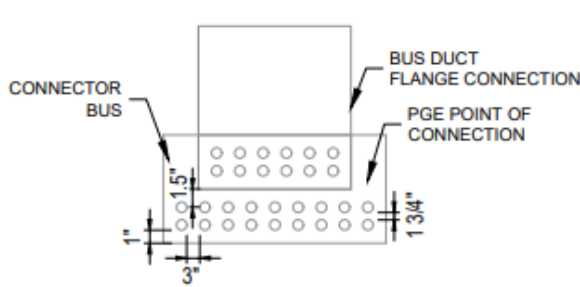 BUS DUCT
FLANGE CONNECTION
CONNECTOR
BUS
PGE POINT OF
CONNECTION
1.5"
1"
3"
1 3/4"